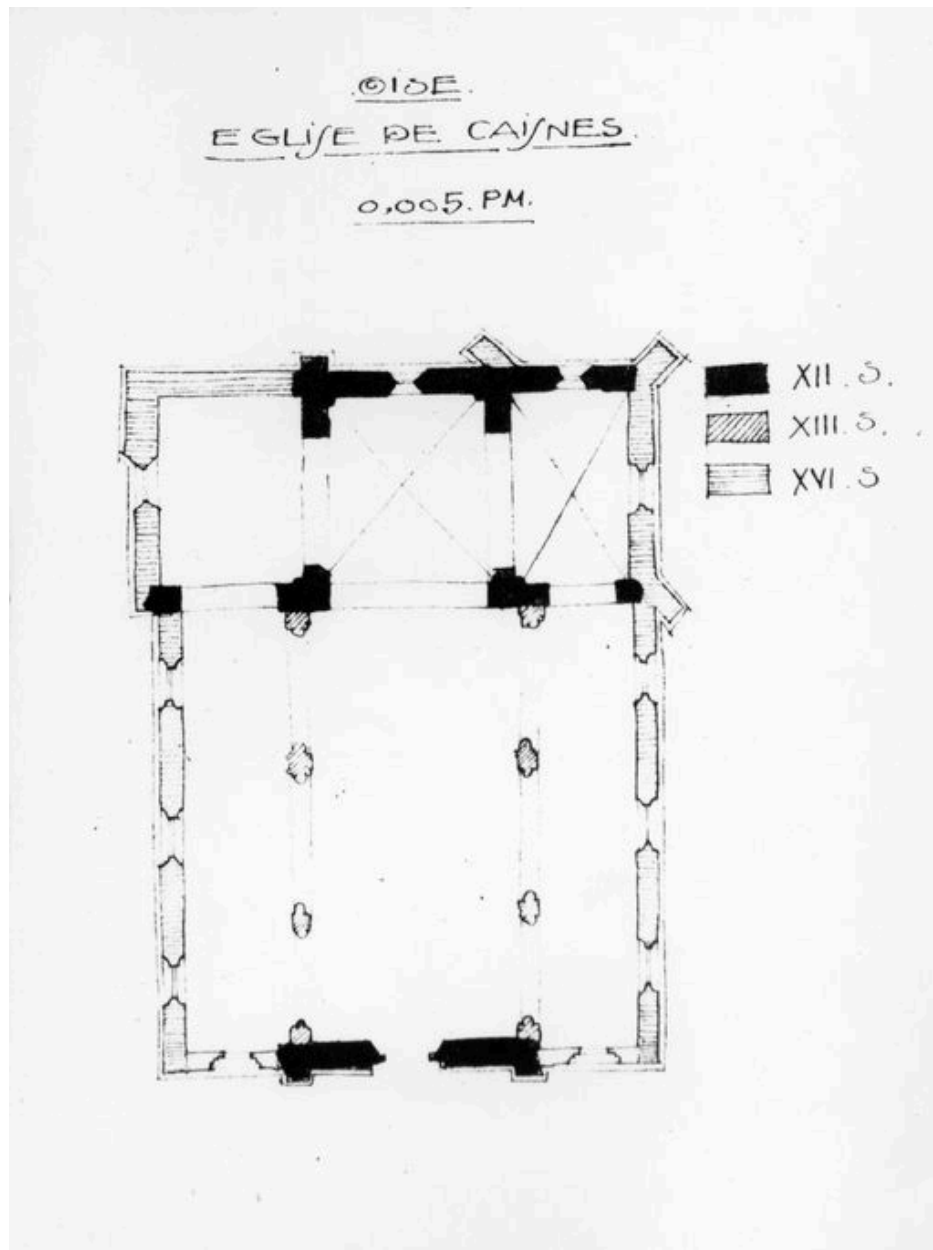 OISE.
EGLISE DE CAISNES.
0,005. PM.
XII. S.
XIII. S.
XVI. S